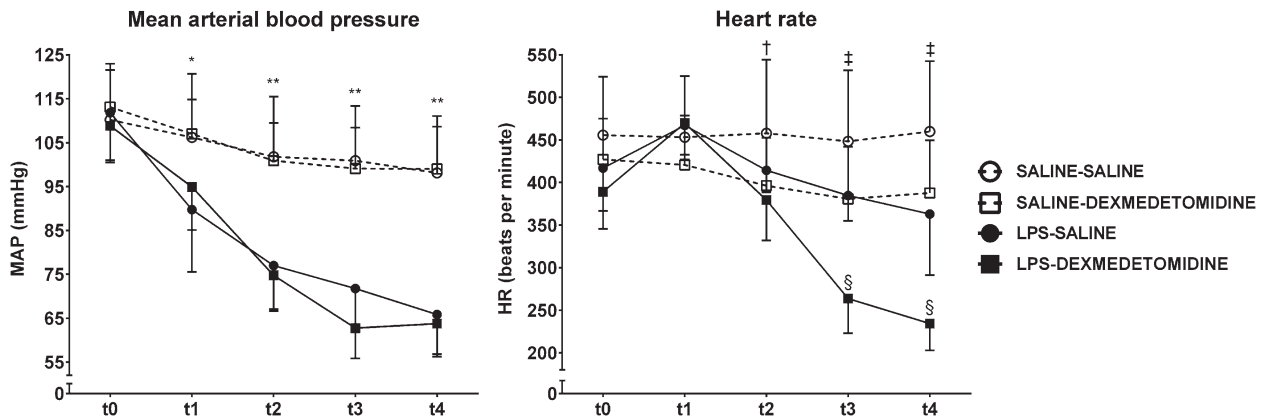 Mean arterial blood pressure
MAP (mmHg)
125
115
105
95
85
75
65
55
0
*
**
**
**
t0 t1 t2 t3 t4
Heart rate
HR (beats per minute)
550
500
450
400
350
300
250
200
0
†
‡
‡
§
§
t0 t1 t2 t3 t4
SALINE-SALINE
SALINE-DEXMEDETOMIDINE
LPS-SALINE
LPS-DEXMEDETOMIDINE